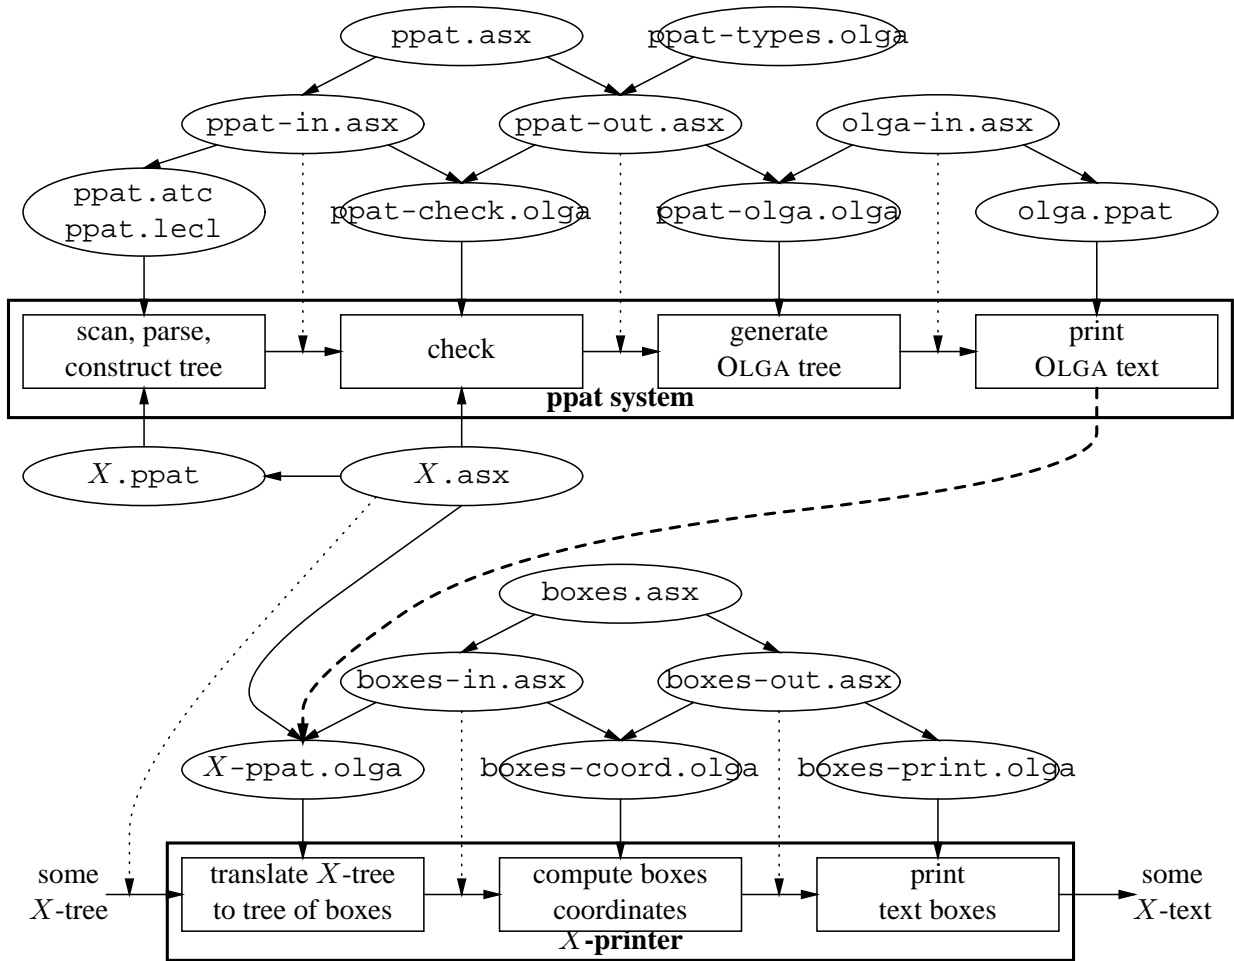 ppat.asx
ppat-types.olga
ppat-in.asx
ppat-out.asx
olga-in.asx
ppat.atc
ppat.lecl
ppat-check.olga
ppat-olga.olga
olga.ppat
scan, parse,
construct tree
check
generate
OLGA tree
print
OLGA text
ppat system
X.ppat
X.asx
boxes.asx
boxes-in.asx
boxes-out.asx
X-ppat.olga
boxes-coord.olga
boxes-print.olga
some
X-tree
translate X-tree
to tree of boxes
compute boxes
coordinates
print
text boxes
some
X-text
X-printer